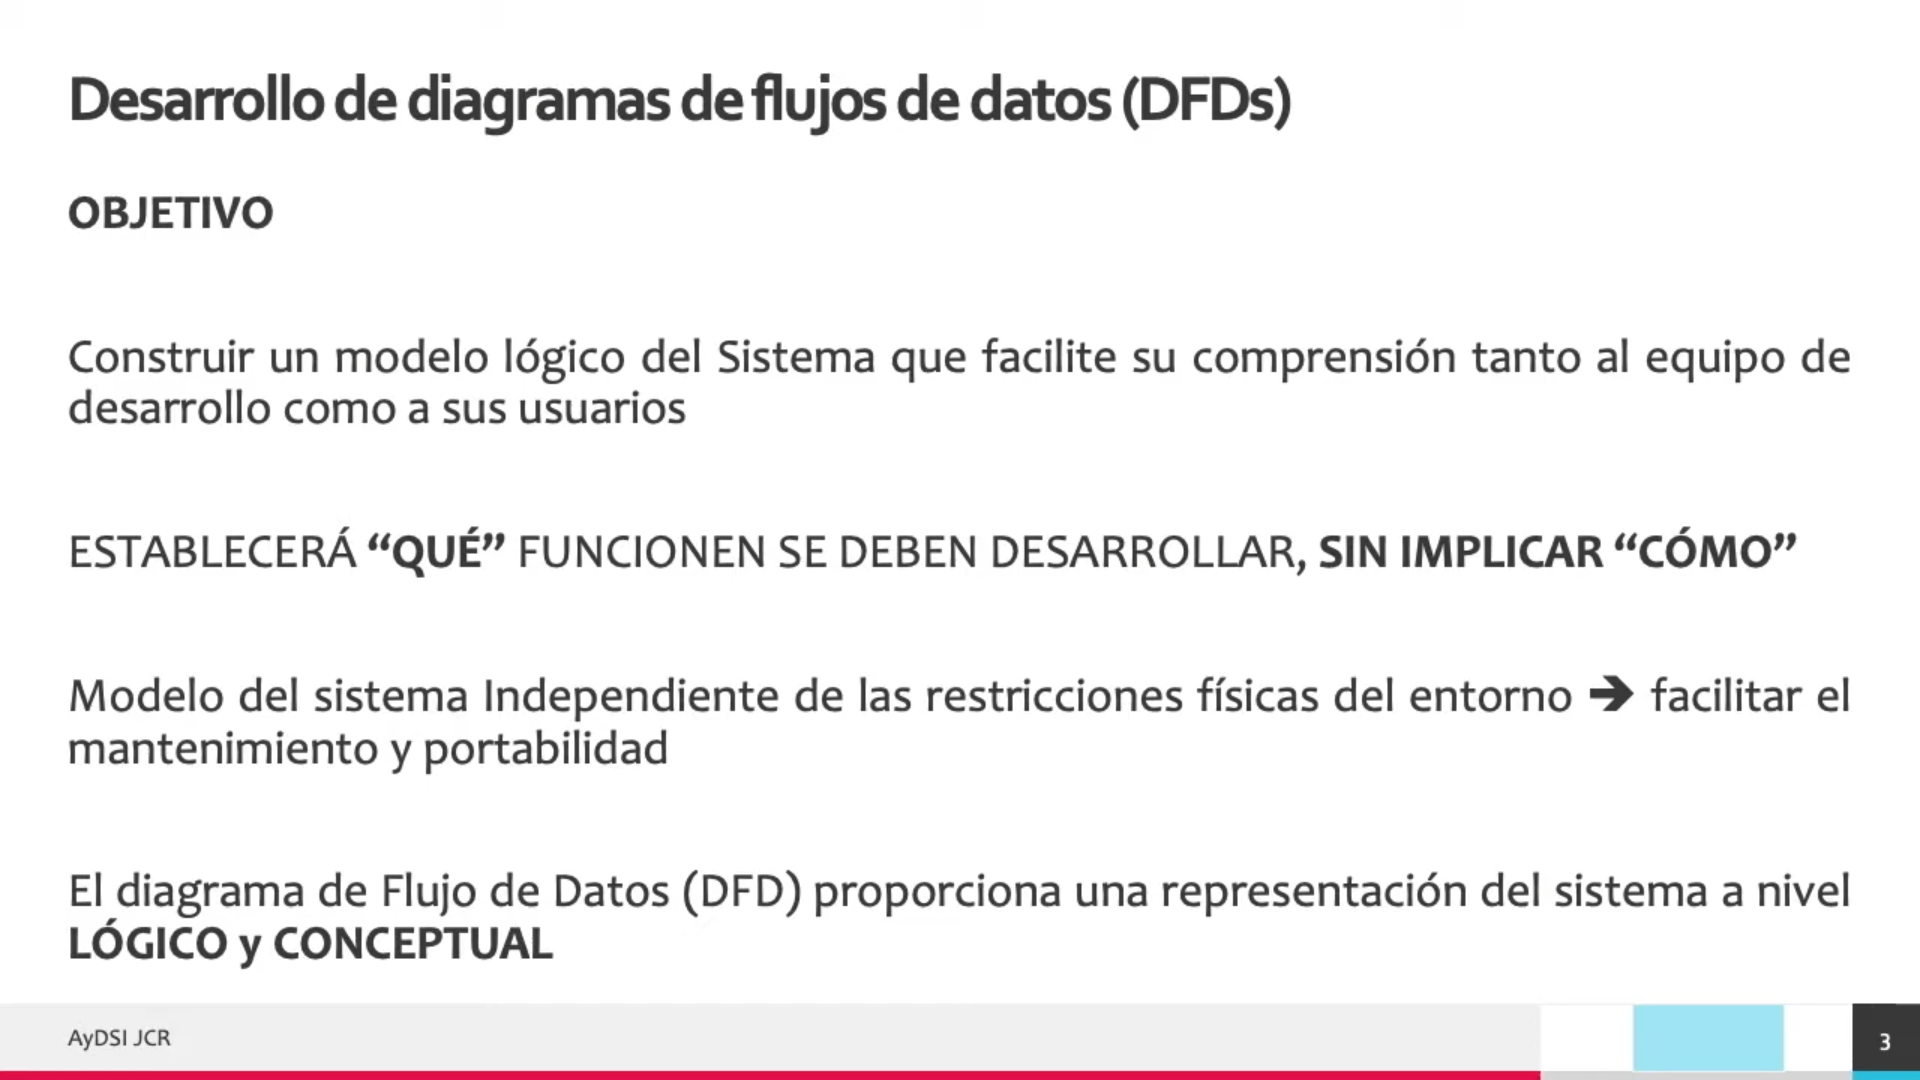 Desarrollo de diagramas de flujos de datos (DFDs)
OBJETIVO
Construir un modelo lógico del Sistema que facilite su comprensión tanto al equipo de
desarrollo como a sus usuarios
ESTABLECERÁ “QUÉ” FUNCIONEN SE DEBEN DESARROLLAR, SIN IMPLICAR “CÓMO”
Modelo del sistema Independiente de las restricciones físicas del entorno ➔ facilitar el
mantenimiento y portabilidad
El diagrama de Flujo de Datos (DFD) proporciona una representación del sistema a nivel
LÓGICO y CONCEPTUAL
AyDSI JCR
3